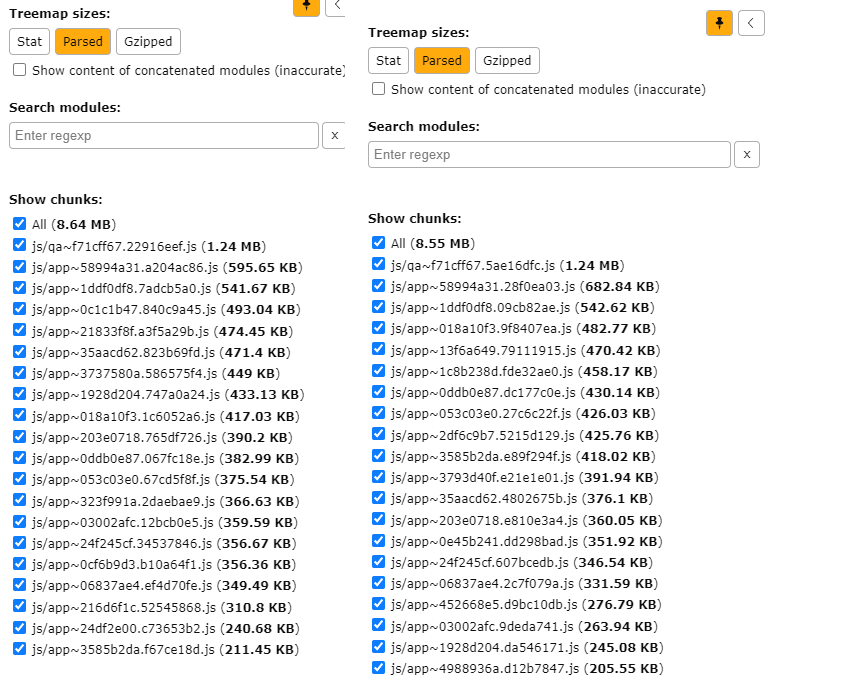 Treemap sizes:
Stat Parsed Gzipped
Show content of concatenated modules (inaccurate)
Search modules:
Enter regexp x
Show chunks:
All (8.64 MB)
js/qa~f71cff67.22916eef.js (1.24 MB)
js/app~58994a31.a204ac86.js (595.65 KB)
js/app~1ddf0df8.7adcb5a0.js (541.67 KB)
js/app~0c1c1b47.840c9a45.js (493.04 KB)
js/app~21833f8f.a3f5a29b.js (474.45 KB)
js/app~35aacd62.823b69fd.js (471.4 KB)
js/app~3737580a.586575f4.js (449 KB)
js/app~1928d204.747a0a24.js (433.13 KB)
js/app~018a10f3.1c6052a6.js (417.03 KB)
js/app~203e0718.765df726.js (390.2 KB)
js/app~0ddb0e87.067fc18e.js (382.99 KB)
js/app~053c03e0.67cd5f8f.js (375.54 KB)
js/app~323f991a.2daebae9.js (366.63 KB)
js/app~03002afc.12bcb0e5.js (359.59 KB)
js/app~24f245cf.34537846.js (356.67 KB)
js/app~0cf6b9d3.b10a64f1.js (356.36 KB)
js/app~06837ae4.ef4d70fe.js (349.49 KB)
js/app~216d6f1c.52545868.js (310.8 KB)
js/app~24df2e00.c73653b2.js (240.68 KB)
js/app~3585b2da.f67ce18d.js (211.45 KB)
Treemap sizes:
Stat Parsed Gzipped
Show content of concatenated modules (inaccurate)
Search modules:
Enter regexp x
Show chunks:
All (8.55 MB)
js/qa~f71cff67.5ae16dfc.js (1.24 MB)
js/app~58994a31.28f0ea03.js (682.84 KB)
js/app~1ddf0df8.09cb82ae.js (542.62 KB)
js/app~018a10f3.9f8407ea.js (482.77 KB)
js/app~13f6a649.79111915.js (470.42 KB)
js/app~1c8b238d.fde32ae0.js (458.17 KB)
js/app~0ddb0e87.dc177c0e.js (430.14 KB)
js/app~053c03e0.27c6c22f.js (426.03 KB)
js/app~2df6c9b7.5215d129.js (425.76 KB)
js/app~3585b2da.e89f294f.js (418.02 KB)
js/app~3793d40f.e21e1e01.js (391.94 KB)
js/app~35aacd62.4802675b.js (376.1 KB)
js/app~203e0718.e810e3a4.js (360.05 KB)
js/app~0e45b241.dd298bad.js (351.92 KB)
js/app~24f245cf.607bcedb.js (346.54 KB)
js/app~06837ae4.2c7f079a.js (331.59 KB)
js/app~452668e5.d9bc10db.js (276.79 KB)
js/app~03002afc.9deda741.js (263.94 KB)
js/app~1928d204.da546171.js (245.08 KB)
js/app~4988936a.d12b7847.js (205.55 KB)